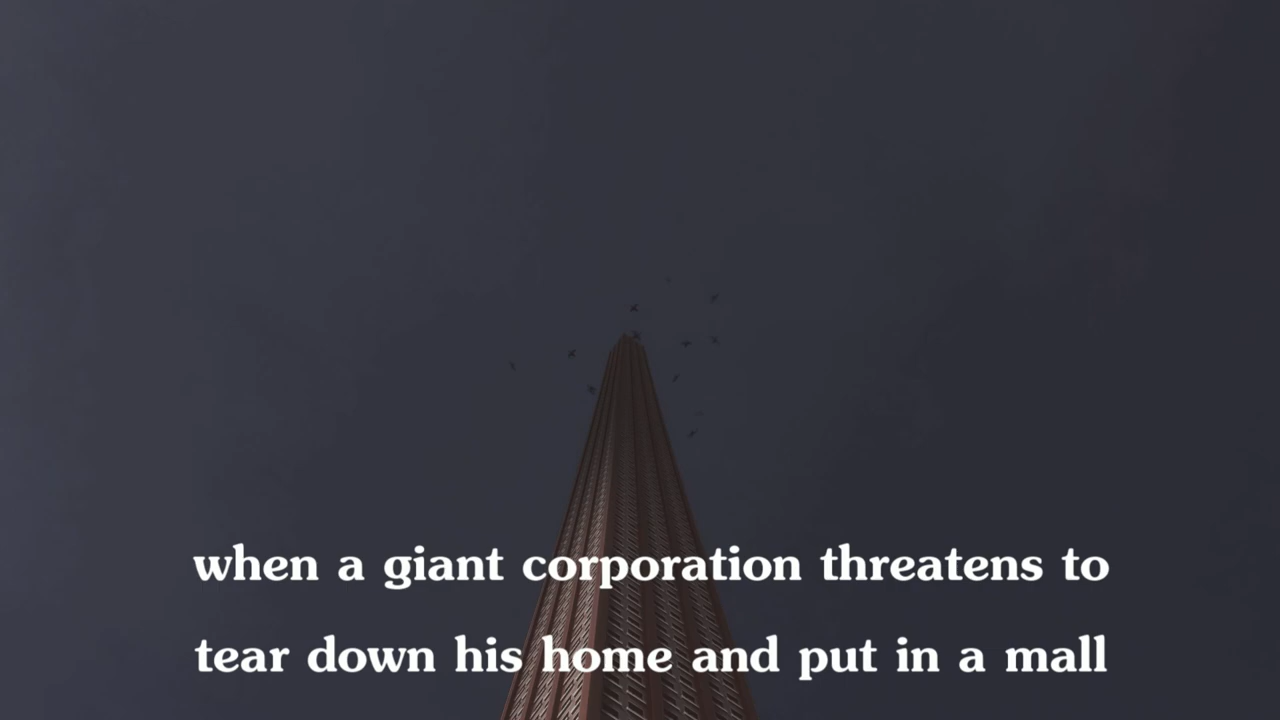 when a giant corporation threatens to
tear down his home and put in a mall